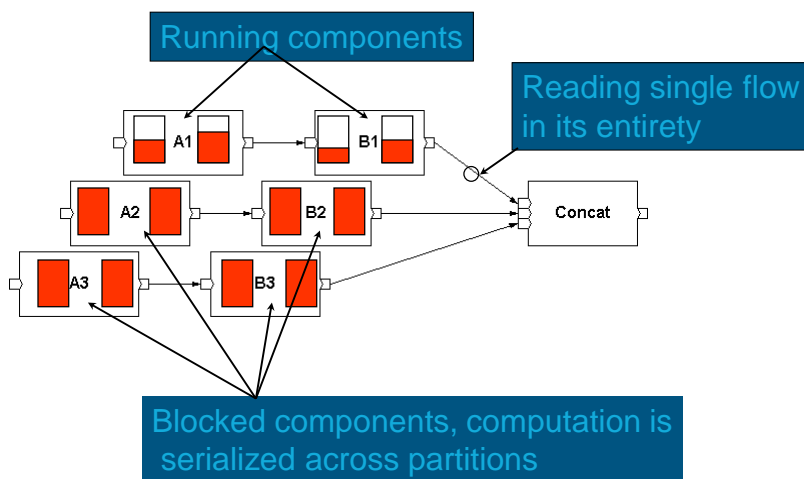 Running components
Reading single flow
in its entirety
A1
B1
A2
B2
Concat
A3
B3
Blocked components, computation is
serialized across partitions